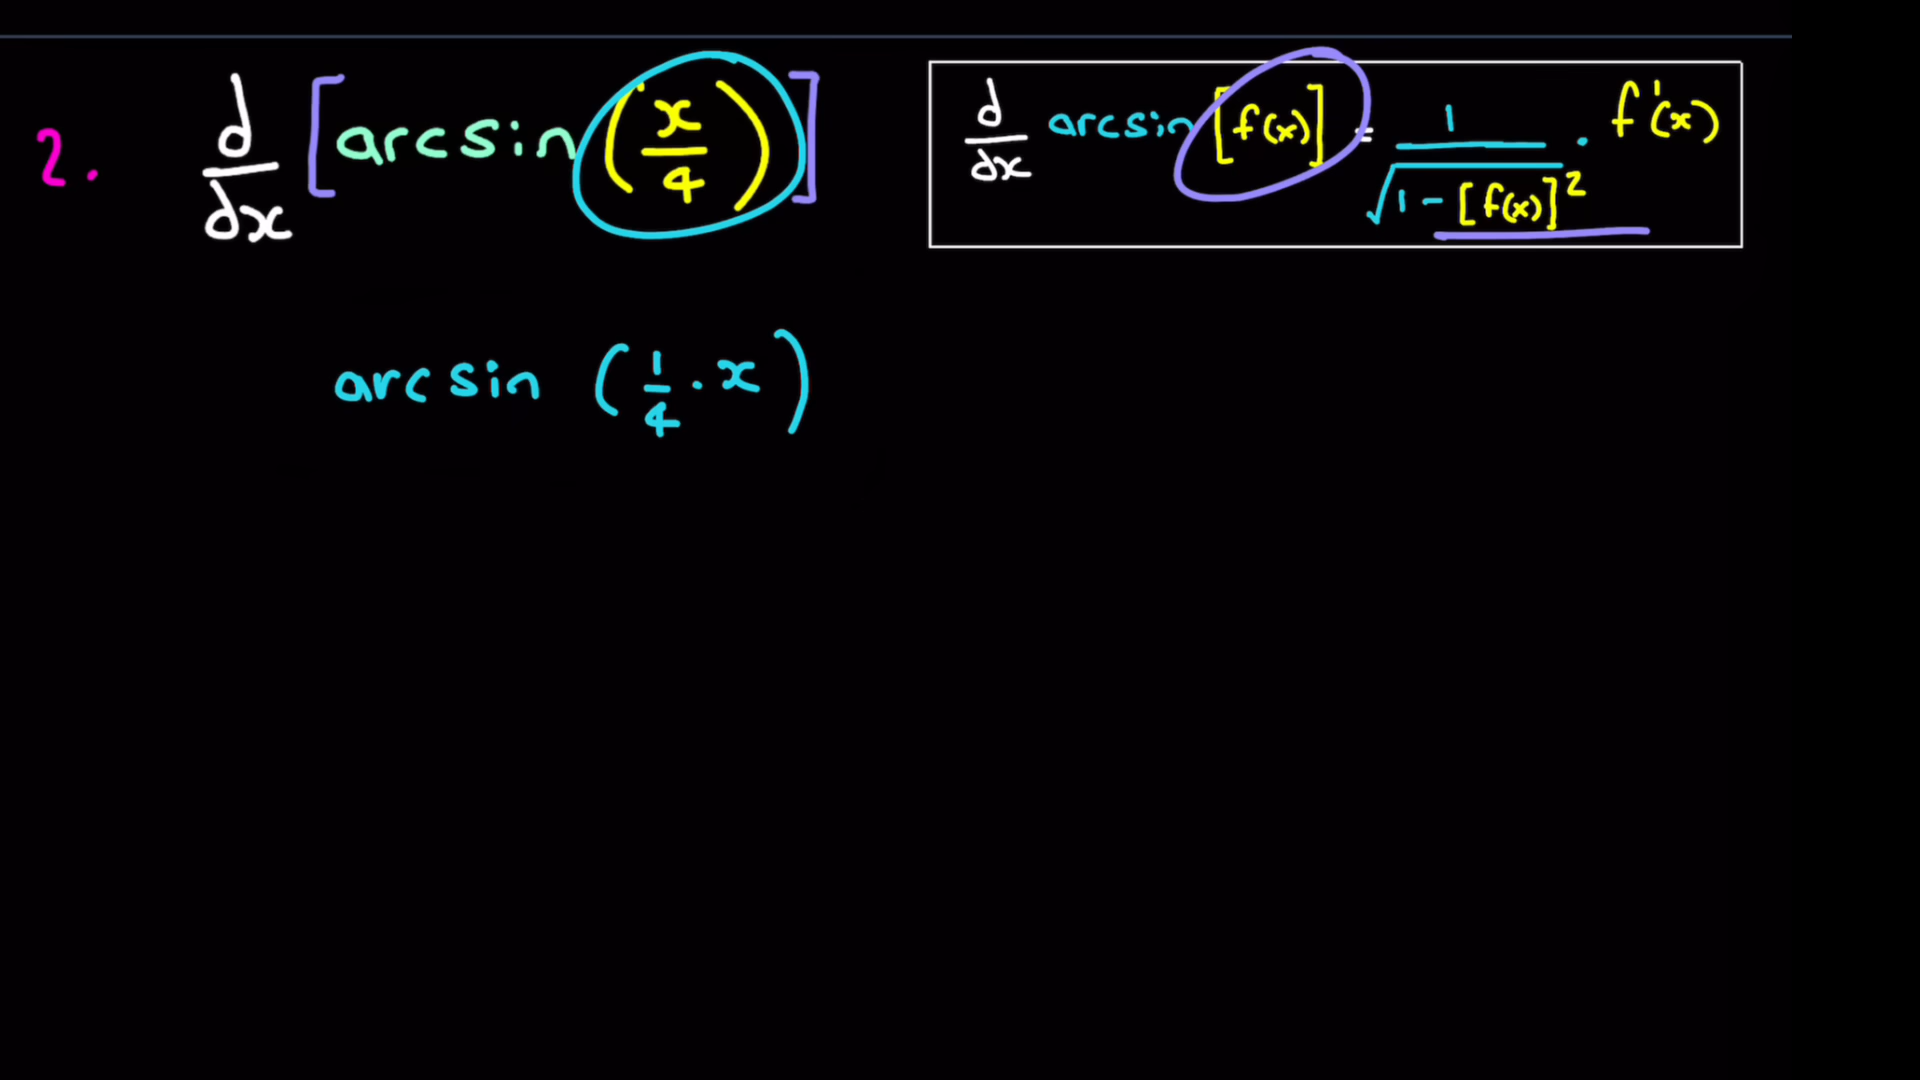 2. d/dx [arcsin(x/4)]
d/dx arcsin[f(x)] = 1/√(1-[f(x)]²) · f'(x)
arcsin (1/4 · x)